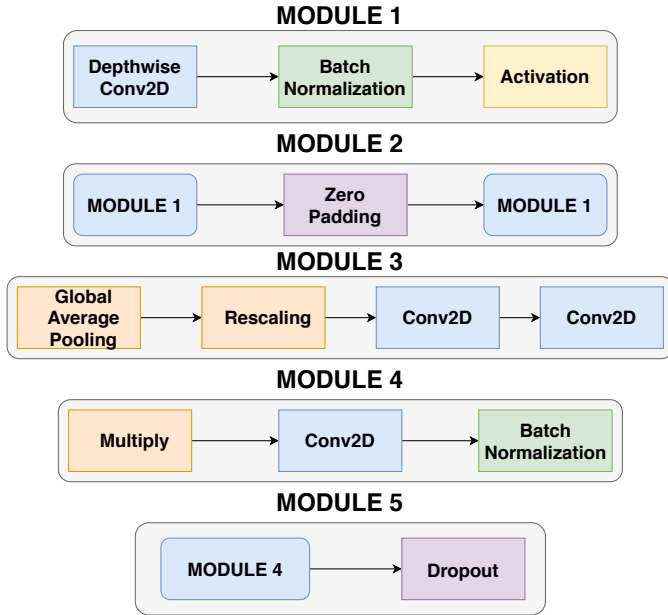 MODULE 1
Depthwise
Conv2D
Batch
Normalization
Activation
MODULE 2
MODULE 1
Zero
Padding
MODULE 1
MODULE 3
Global
Average
Pooling
Rescaling
Conv2D
Conv2D
MODULE 4
Multiply
Conv2D
Batch
Normalization
MODULE 5
MODULE 4
Dropout